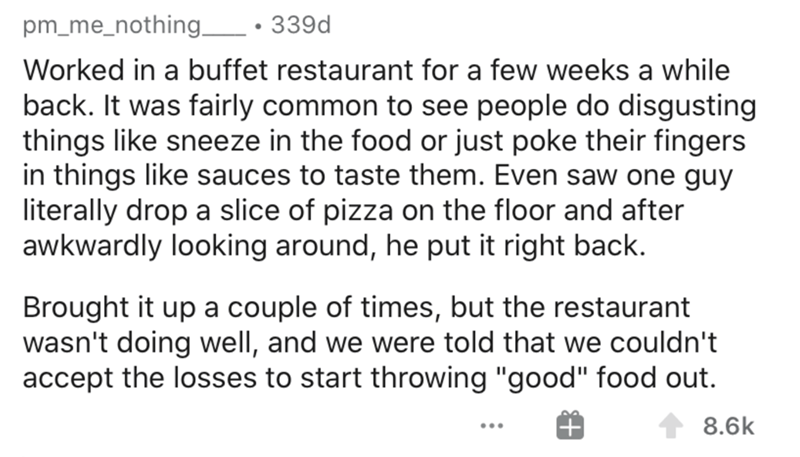 pm_me_nothing___ • 339d
Worked in a buffet restaurant for a few weeks a while
back. It was fairly common to see people do disgusting
things like sneeze in the food or just poke their fingers
in things like sauces to taste them. Even saw one guy
literally drop a slice of pizza on the floor and after
awkwardly looking around, he put it right back.
Brought it up a couple of times, but the restaurant
wasn't doing well, and we were told that we couldn't
accept the losses to start throwing "good" food out.
... 8.6k